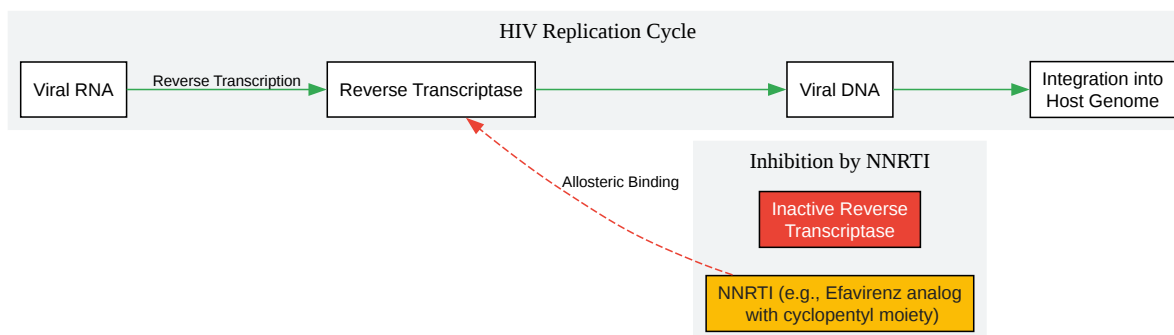 HIV Replication Cycle
Viral RNA
Reverse Transcription
Reverse Transcriptase
Viral DNA
Integration into
Host Genome
Allosteric Binding
Inhibition by NNRTI
Inactive Reverse
Transcriptase
NNRTI (e.g., Efavirenz analog
with cyclopentyl moiety)